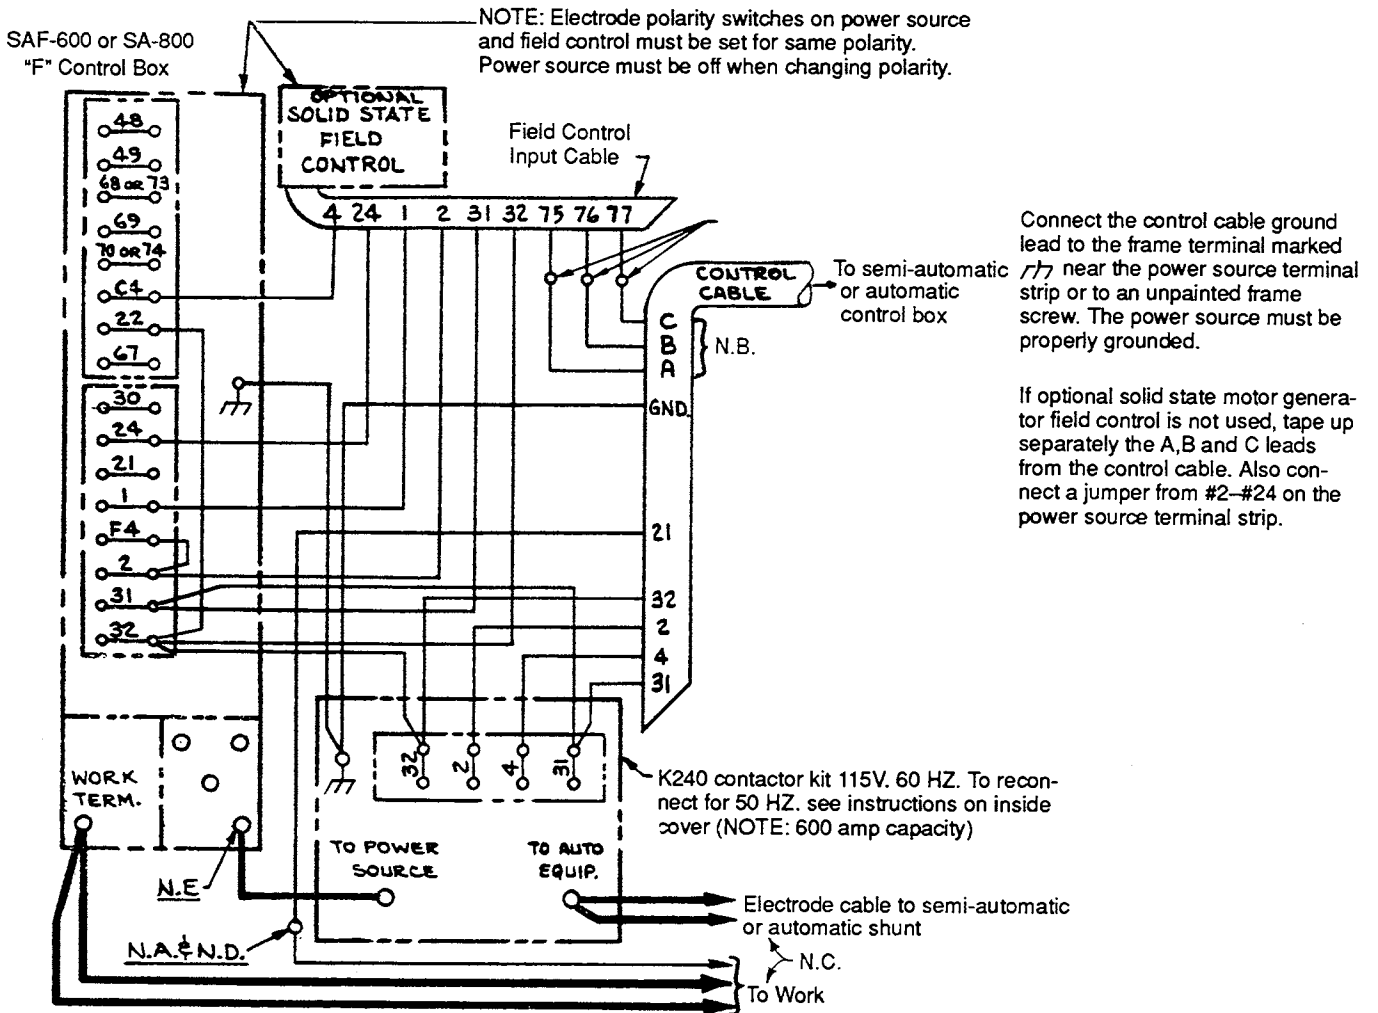 NOTE: Electrode polarity switches on power source
and field control must be set for same polarity.
Power source must be off when changing polarity.
SAF-600 or SA-800
"F" Control Box
OPTIONAL
SOLID STATE
FIELD
CONTROL
Field Control
Input Cable
4 24 1 2 31 32 75 76 77
48
49
68 OR 73
69
70 OR 74
C4
22
67
30
24
21
1
F4
2
31
32
CONTROL
CABLE
To semi-automatic
or automatic
control box
C
B
A
N.B.
GND.
21
32
2
4
31
Connect the control cable ground
lead to the frame terminal marked
near the power source terminal
strip or to an unpainted frame
screw. The power source must be
properly grounded.
If optional solid state motor genera-
tor field control is not used, tape up
separately the A,B and C leads
from the control cable. Also con-
nect a jumper from #2–#24 on the
power source terminal strip.
WORK
TERM.
N.E
32 2 4 31
K240 contactor kit 115V. 60 HZ. To recon-
nect for 50 HZ. see instructions on inside
cover (NOTE: 600 amp capacity)
TO POWER
SOURCE
TO AUTO
EQUIP.
N.A.& N.D.
Electrode cable to semi-automatic
or automatic shunt
N.C.
To Work